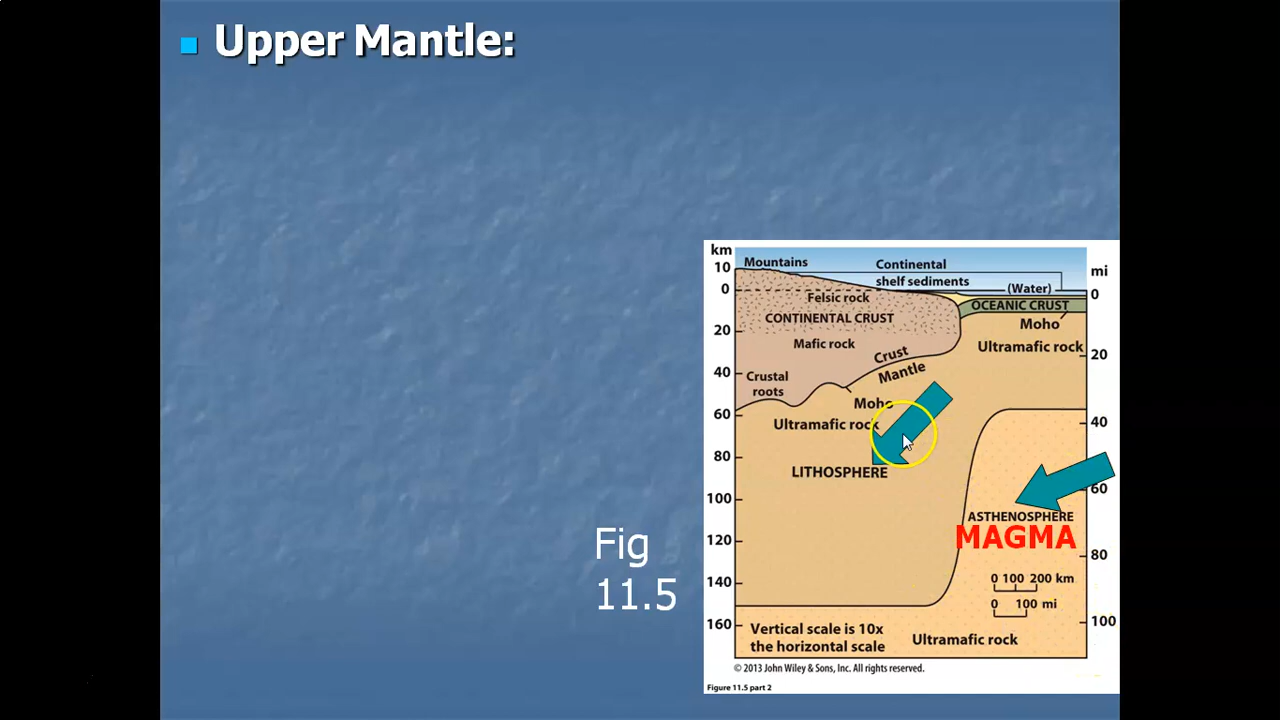 Upper Mantle:
km
10
0
20
40
60
80
100
120
140
160
Mountains
Continental
shelf sediments
(Water)
mi
0
20
40
60
80
100
Felsic rock
CONTINENTAL CRUST
OCEANIC CRUST
Moho
Mafic rock
Ultramafic rock
Crust
Mantle
Crustal
roots
Moho
Ultramafic rock
LITHOSPHERE
ASTHENOSPHERE
MAGMA
Fig
11.5
0 100 200 km
0 100 mi
Vertical scale is 10x
the horizontal scale
Ultramafic rock
© 2013 John Wiley & Sons, Inc. All rights reserved.
Figure 11.5 part 2